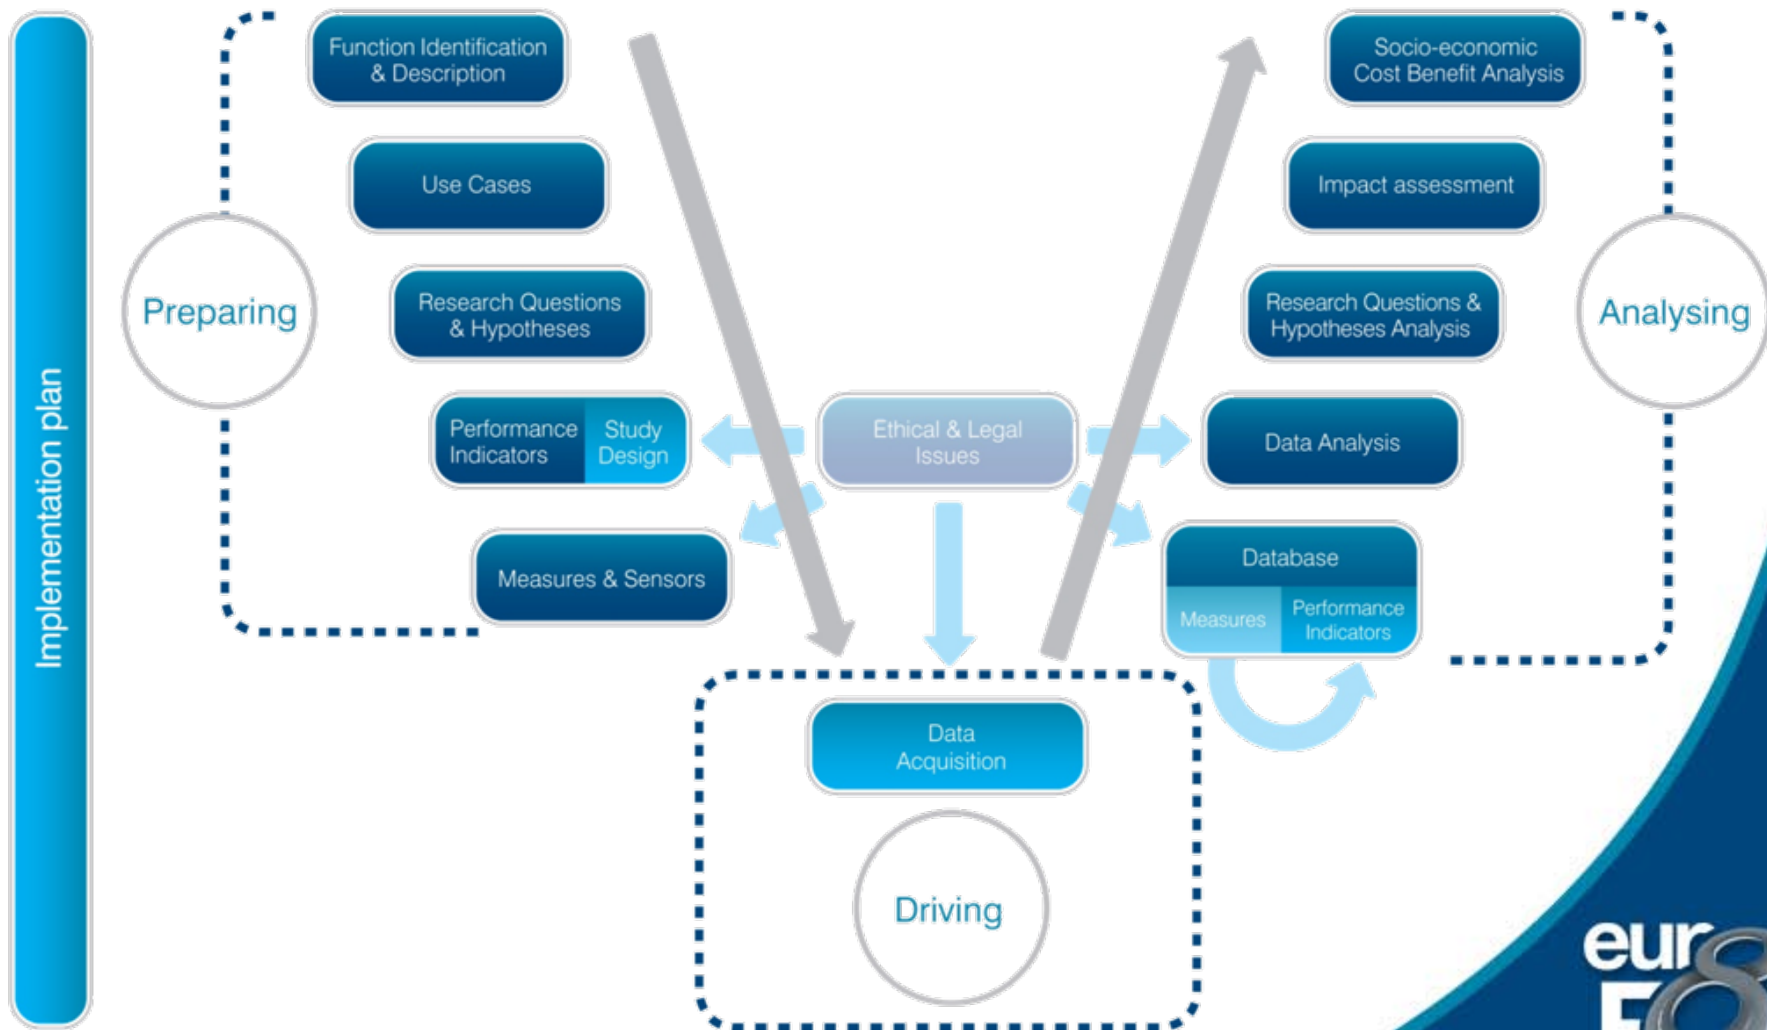 Implementation plan
Preparing
Function Identification
& Description
Use Cases
Research Questions
& Hypotheses
Performance
Indicators
Study
Design
Measures & Sensors
Ethical & Legal
Issues
Data
Acquisition
Driving
Socio-economic
Cost Benefit Analysis
Impact assessment
Research Questions &
Hypotheses Analysis
Data Analysis
Database
Measures
Performance
Indicators
Analysing
eur